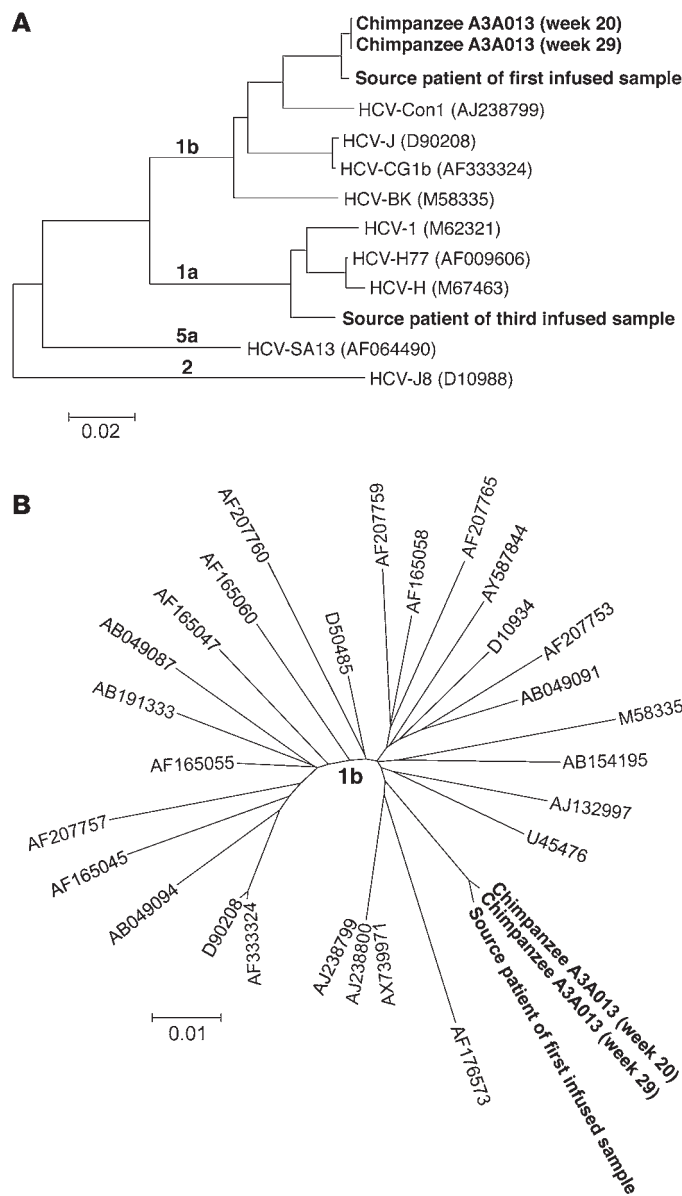 A
Chimpanzee A3A013 (week 20)
Chimpanzee A3A013 (week 29)
Source patient of first infused sample
HCV-Con1 (AJ238799)
HCV-J (D90208)
1b
HCV-CG1b (AF333324)
HCV-BK (M58335)
HCV-1 (M62321)
HCV-H77 (AF009606)
1a
HCV-H (M67463)
Source patient of third infused sample
5a
HCV-SA13 (AF064490)
2
HCV-J8 (D10988)
0.02
B
AF207760
AF207759
AF207765
AF165058
AY587844
AF165060
AF165047
D50485
D10934
AF207753
AB049087
AB049091
AB191333
M58335
AF165055
AB154195
1b
AJ132997
AF207757
U45476
AF165045
AB049094
D90208
AF333324
AJ238799
AJ238800
AX739971
Chimpanzee A3A013 (week 20)
Chimpanzee A3A013 (week 29)
Source patient of first infused sample
0.01
AF176573